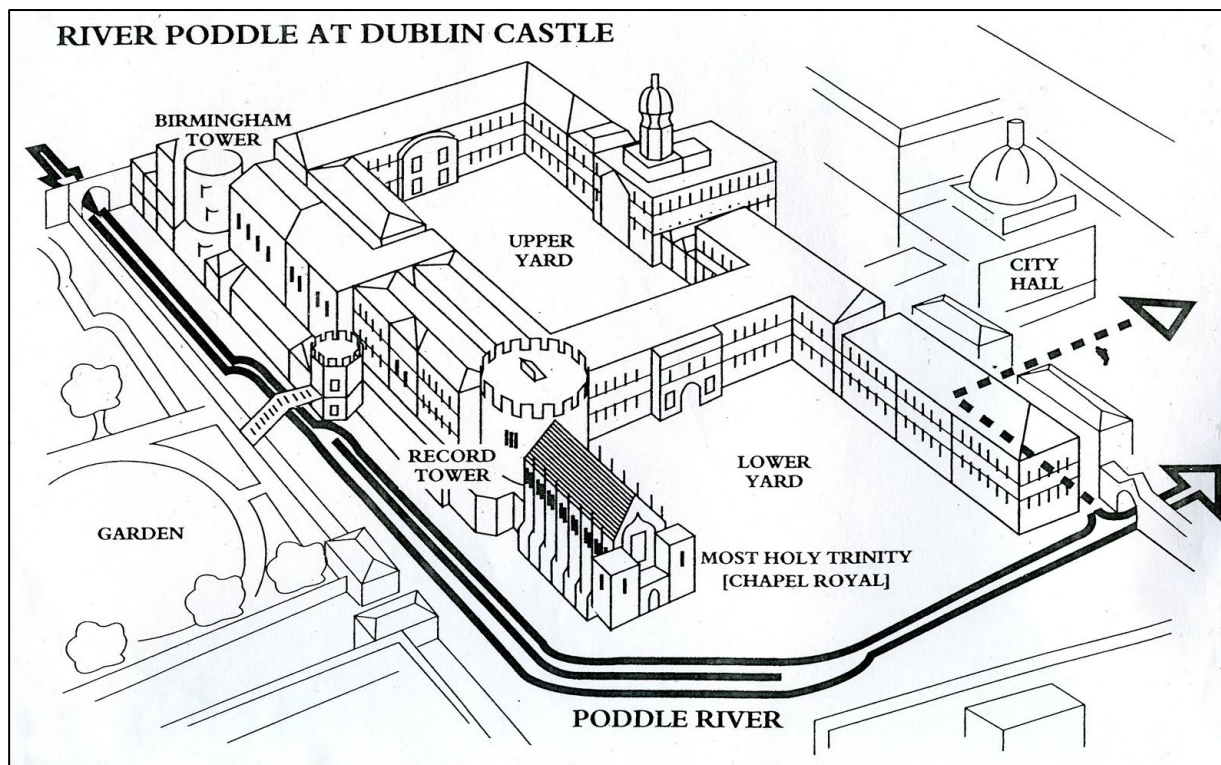 RIVER PODDLE AT DUBLIN CASTLE
BIRMINGHAM
TOWER
UPPER
YARD
CITY
HALL
RECORD
TOWER
LOWER
YARD
GARDEN
MOST HOLY TRINITY
[CHAPEL ROYAL]
PODDLE RIVER